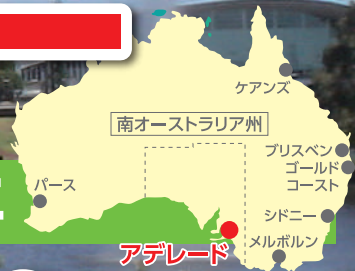 ケアンズ
南オーストラリア州
ブリスベン
ゴールド
コースト
パース
シドニー
アデレード
メルボルン